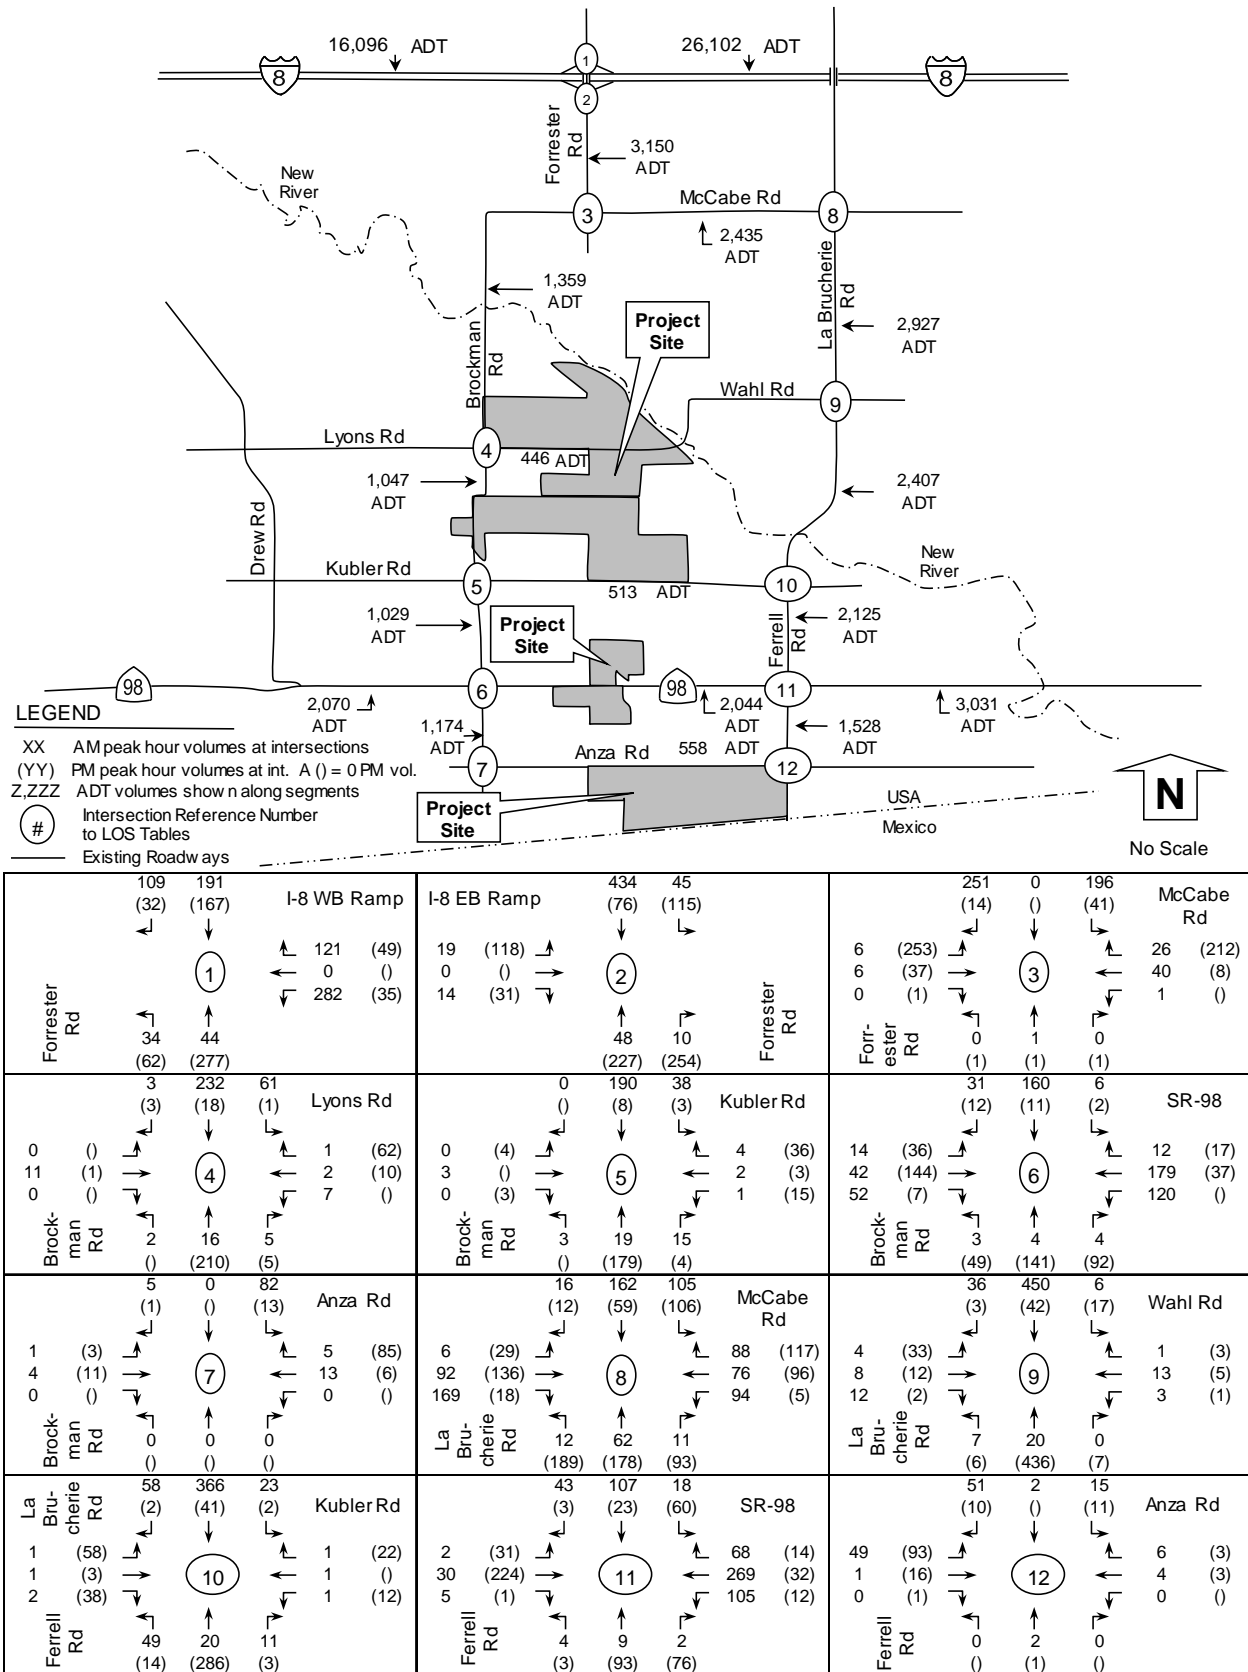 16,096 ADT
26,102 ADT
8
8
1
2
Forrester
Rd
3,150
ADT
New
River
McCabe Rd
3
8
2,435
ADT
1,359
ADT
La Brucherie
Rd
Project
Site
2,927
ADT
Brockman
Rd
Wahl Rd
9
Lyons Rd
4
446 ADT
1,047
ADT
2,407
ADT
Drew Rd
New
River
Kubler Rd
5
10
513 ADT
1,029
ADT
Project
Site
Ferrell
Rd
2,125
ADT
98
6
98
11
2,070
ADT
2,044
ADT
3,031
ADT
LEGEND
1,174
ADT
558 ADT
1,528
ADT
XX AM peak hour volumes at intersections
(YY) PM peak hour volumes at int. A () = 0 PM vol.
Z,ZZZ ADT volumes shown along segments
# Intersection Reference Number
to LOS Tables
Existing Roadways
Anza Rd
7
12
Project
Site
USA
Mexico
N
No Scale
109 191
(32) (167)
I-8 WB Ramp
121 (49)
1
0 ()
282 (35)
Forrester
Rd
34 44
(62) (277)
I-8 EB Ramp
434 45
(76) (115)
19 (118)
0 ()
2
14 (31)
48 10
(227) (254)
Forrester
Rd
251 0 196
(14) () (41)
McCabe
Rd
6 (253) 26 (212)
6 (37) 3 40 (8)
0 (1) 1 ()
Forr-
ester
Rd
0 1 0
(1) (1) (1)
3 232 61
(3) (18) (1)
Lyons Rd
0 () 1 (62)
11 (1) 4 2 (10)
0 () 7 ()
Brock-
man
Rd
2 16 5
() (210) (5)
0 190 38
() (8) (3)
Kubler Rd
0 (4) 4 (36)
3 () 5 2 (3)
0 (3) 1 (15)
Brock-
man
Rd
3 19 15
() (179) (4)
31 160 6
(12) (11) (2)
SR-98
14 (36) 12 (17)
42 (144) 6 179 (37)
52 (7) 120 ()
Brock-
man
Rd
3 4 4
(49) (141) (92)
5 0 82
(1) () (13)
Anza Rd
1 (3) 5 (85)
4 (11) 7 13 (6)
0 () 0 ()
Brock-
man
Rd
0 0 0
() () ()
16 162 105
(12) (59) (106)
McCabe
Rd
6 (29) 88 (117)
92 (136) 8 76 (96)
169 (18) 94 (5)
La
Bru-
cherie
Rd
12 62 11
(189) (178) (93)
36 450 6
(3) (42) (17)
Wahl Rd
4 (33) 1 (3)
8 (12) 9 13 (5)
12 (2) 3 (1)
La
Bru-
cherie
Rd
7 20 0
(6) (436) (7)
La
Bru-
cherie
Rd
58 366 23
(2) (41) (2)
Kubler Rd
1 (58) 1 (22)
1 (3) 10 1 ()
2 (38) 1 (12)
Ferrell
Rd
49 20 11
(14) (286) (3)
43 107 18
(3) (23) (60)
SR-98
2 (31) 68 (14)
30 (224) 11 269 (32)
5 (1) 105 (12)
Ferrell
Rd
4 9 2
(3) (93) (76)
51 2 15
(10) () (11)
Anza Rd
49 (93) 6 (3)
1 (16) 12 4 (3)
0 (1) 0 ()
Ferrell
Rd
0 2 0
() (1) ()